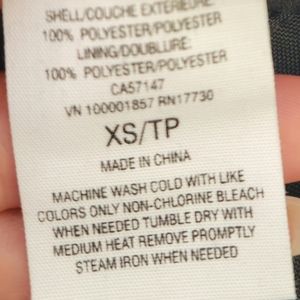 SHELL/COUCHE EXTÉRIEURE:
100% POLYESTER/POLYESTER
LINING/DOUBLURE:
100% POLYESTER/POLYESTER
CA57147
VN 100001857 RN17730
XS/TP
MADE IN CHINA
MACHINE WASH COLD WITH LIKE
COLORS ONLY NON-CHLORINE BLEACH
WHEN NEEDED TUMBLE DRY WITH
MEDIUM HEAT REMOVE PROMPTLY
STEAM IRON WHEN NEEDED